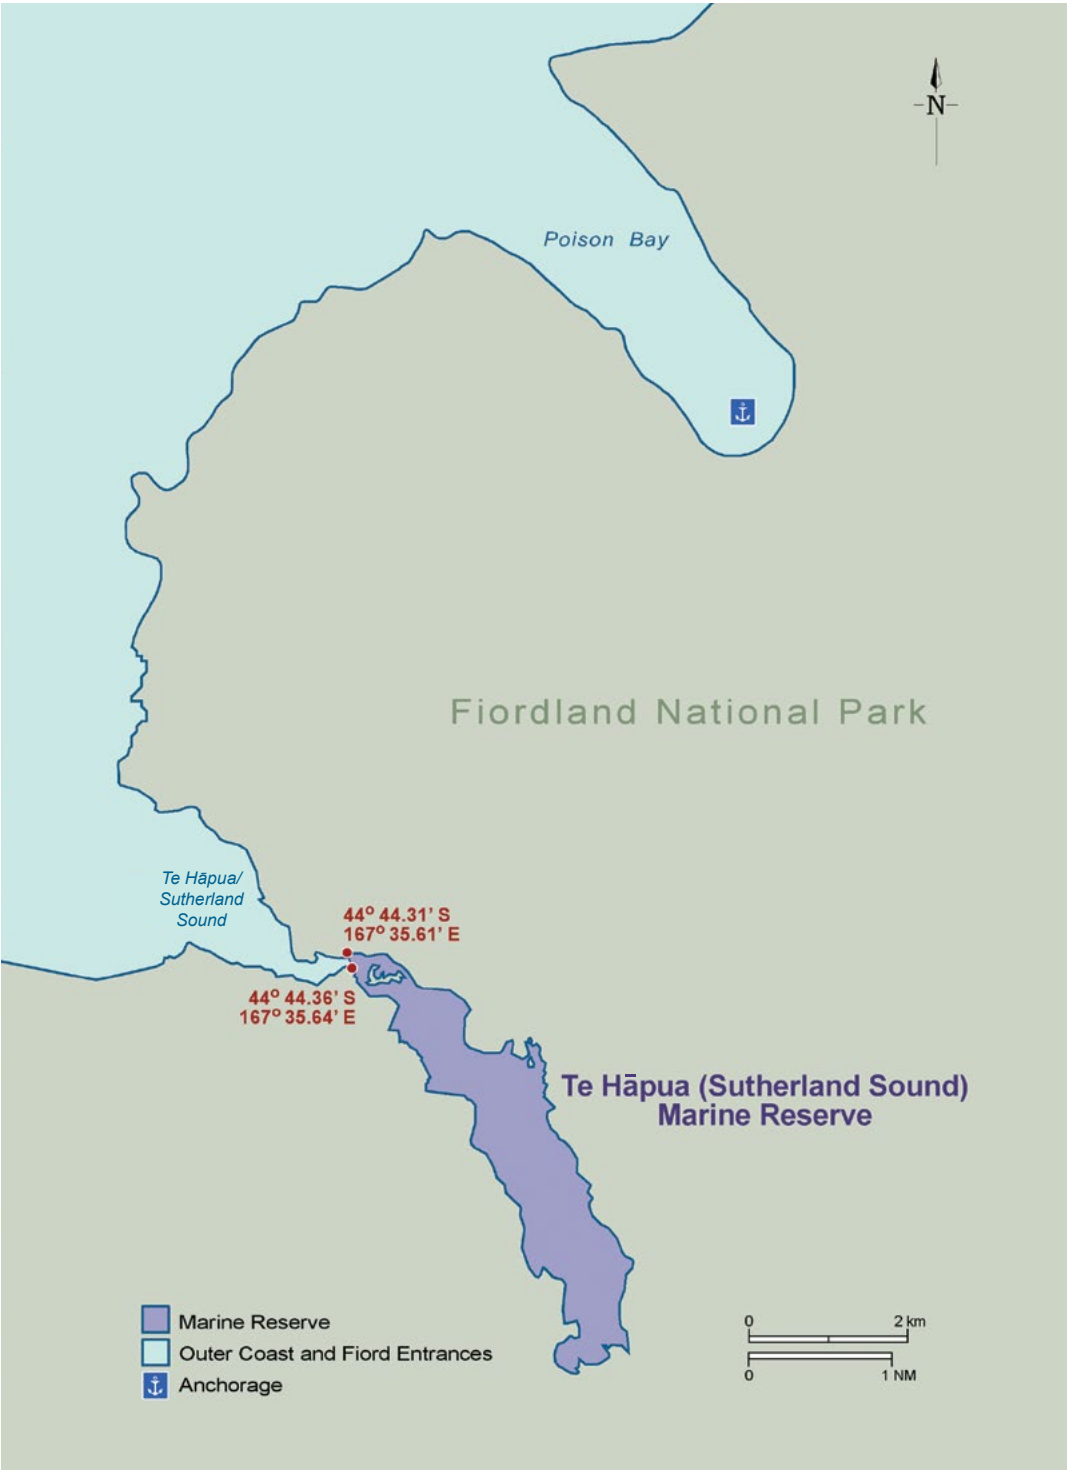 N
Poison Bay
Fiordland National Park
Te Hāpua/
Sutherland
Sound
44° 44.31' S
167° 35.61' E
44° 44.36' S
167° 35.64' E
Te Hāpua (Sutherland Sound)
Marine Reserve
Marine Reserve
Outer Coast and Fiord Entrances
Anchorage
0 2 km
0 1 NM